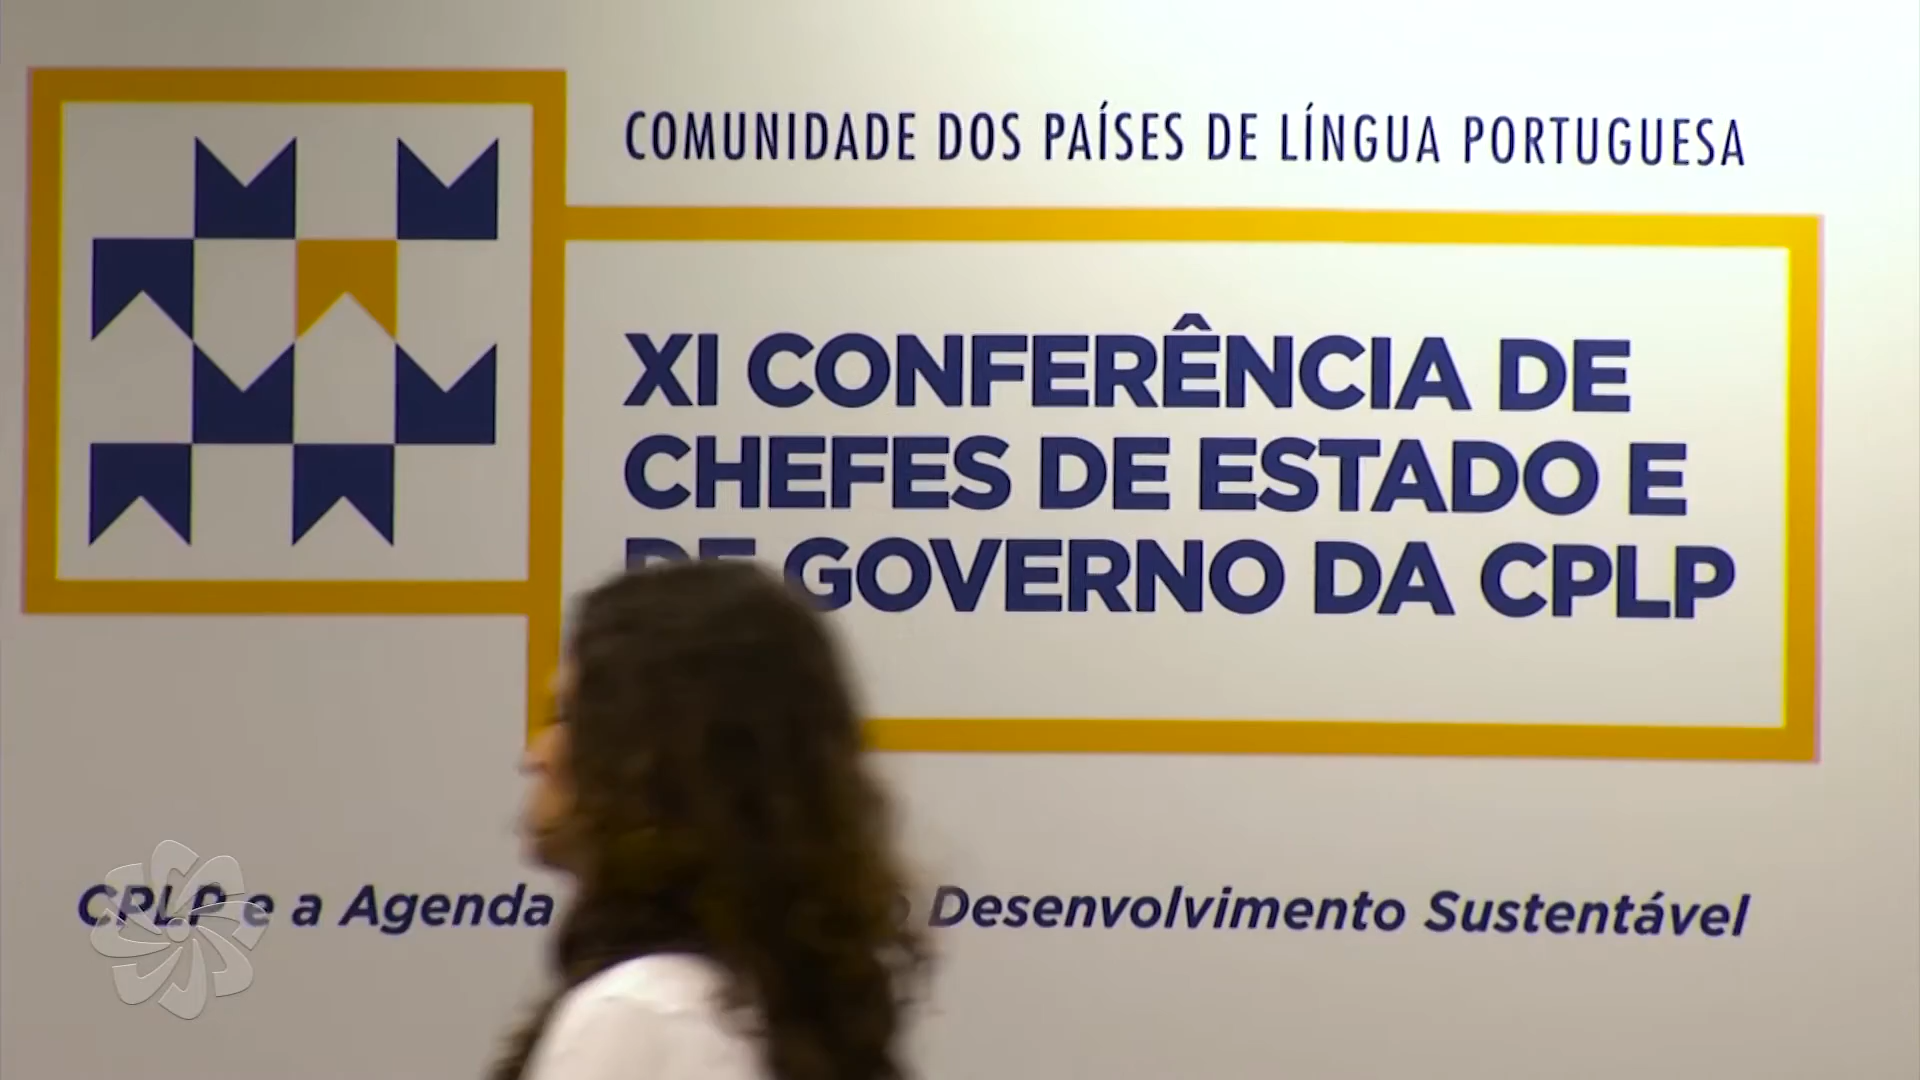 COMUNIDADE DOS PAÍSES DE LÍNGUA PORTUGUESA
XI CONFERÊNCIA DE
CHEFES DE ESTADO E
DE GOVERNO DA CPLP
CPLP e a Agenda Desenvolvimento Sustentável